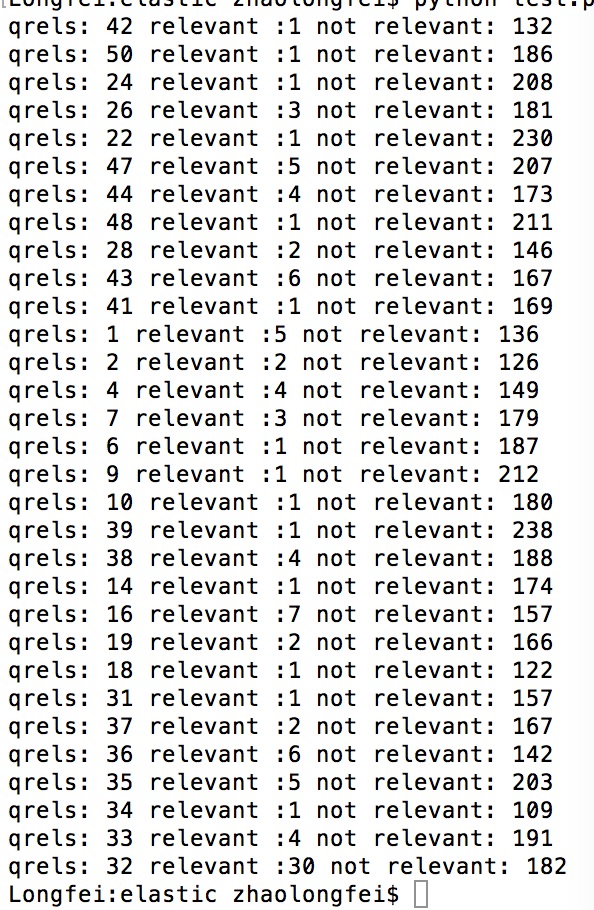 Longfei:elastic zhaolongfei$ python test.p
qrels: 42 relevant :1 not relevant: 132
qrels: 50 relevant :1 not relevant: 186
qrels: 24 relevant :1 not relevant: 208
qrels: 26 relevant :3 not relevant: 181
qrels: 22 relevant :1 not relevant: 230
qrels: 47 relevant :5 not relevant: 207
qrels: 44 relevant :4 not relevant: 173
qrels: 48 relevant :1 not relevant: 211
qrels: 28 relevant :2 not relevant: 146
qrels: 43 relevant :6 not relevant: 167
qrels: 41 relevant :1 not relevant: 169
qrels: 1 relevant :5 not relevant: 136
qrels: 2 relevant :2 not relevant: 126
qrels: 4 relevant :4 not relevant: 149
qrels: 7 relevant :3 not relevant: 179
qrels: 6 relevant :1 not relevant: 187
qrels: 9 relevant :1 not relevant: 212
qrels: 10 relevant :1 not relevant: 180
qrels: 39 relevant :1 not relevant: 238
qrels: 38 relevant :4 not relevant: 188
qrels: 14 relevant :1 not relevant: 174
qrels: 16 relevant :7 not relevant: 157
qrels: 19 relevant :2 not relevant: 166
qrels: 18 relevant :1 not relevant: 122
qrels: 31 relevant :1 not relevant: 157
qrels: 37 relevant :2 not relevant: 167
qrels: 36 relevant :6 not relevant: 142
qrels: 35 relevant :5 not relevant: 203
qrels: 34 relevant :1 not relevant: 109
qrels: 33 relevant :4 not relevant: 191
qrels: 32 relevant :30 not relevant: 182
Longfei:elastic zhaolongfei$